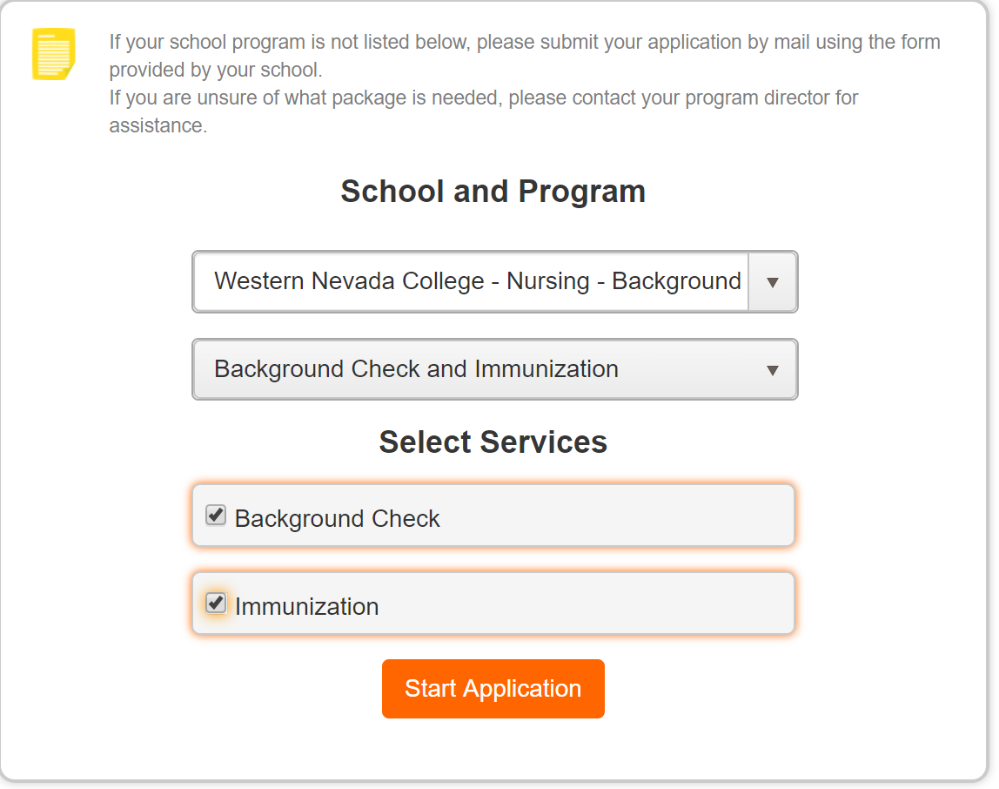 If your school program is not listed below, please submit your application by mail using the form
provided by your school.
If you are unsure of what package is needed, please contact your program director for
assistance.
School and Program
Western Nevada College - Nursing - Background
Background Check and Immunization
Select Services
Background Check
Immunization
Start Application